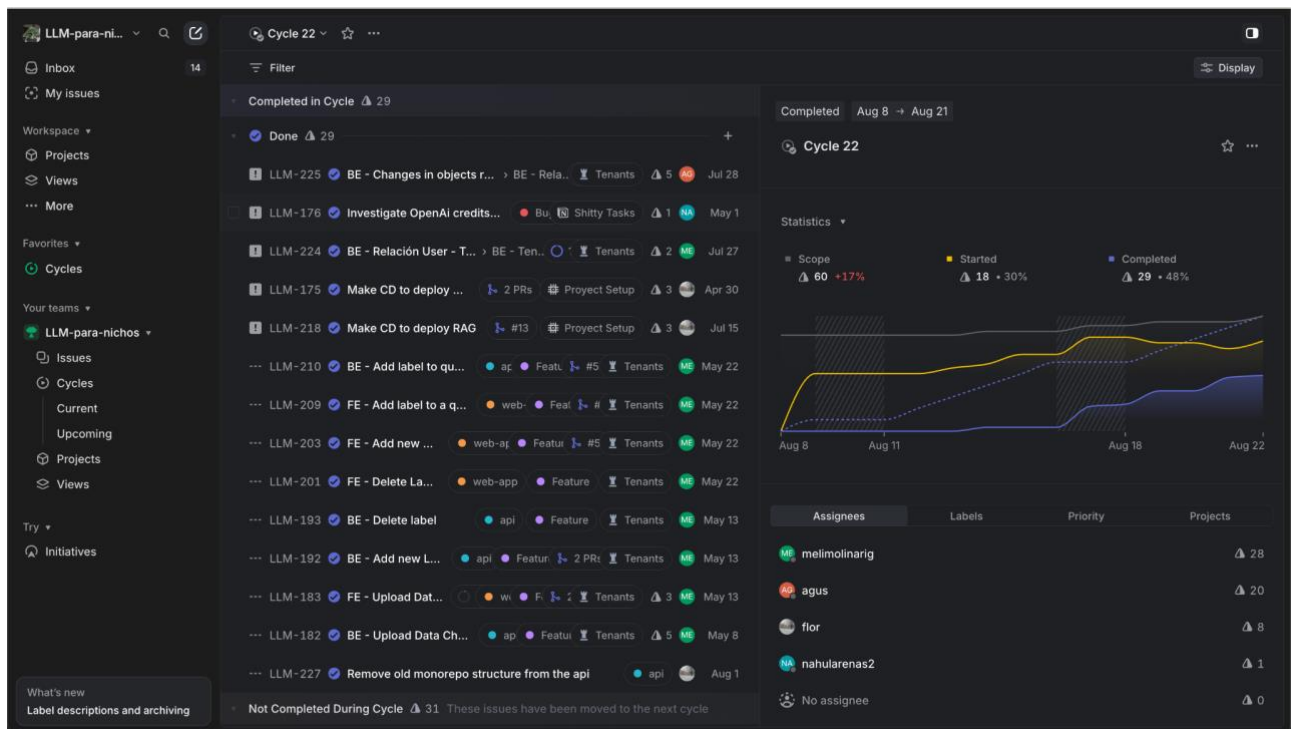 LLM-para-ni...
Inbox 14
My issues
Workspace
Projects
Views
More
Favorites
Cycles
Your teams
LLM-para-nichos
Issues
Cycles
Current
Upcoming
Projects
Views
Try
Initiatives
What's new
Label descriptions and archiving
Cycle 22
Filter
Display
Completed in Cycle 29
Done 29
LLM-225 BE - Changes in objects r... › BE - Rela.. Tenants 5 AG Jul 28
LLM-176 Investigate OpenAi credits... Bu Shitty Tasks 1 NA May 1
LLM-224 BE - Relación User - T... › BE - Ten.. Tenants 2 ME Jul 27
LLM-175 Make CD to deploy ... 2 PRs Proyect Setup 3 Apr 30
LLM-218 Make CD to deploy RAG #13 Proyect Setup 3 Jul 15
LLM-210 BE - Add label to qu... Featu #5 Tenants ME May 22
LLM-209 FE - Add label to a q... web- Feat # Tenants ME May 22
LLM-203 FE - Add new ... web-ap Featur #5 Tenants ME May 22
LLM-201 FE - Delete La... web-app Feature Tenants ME May 22
LLM-193 BE - Delete label api Feature Tenants ME May 13
LLM-192 BE - Add new L... api Featur 2 PRs Tenants ME May 13
LLM-183 FE - Upload Dat... Tenants 3 ME May 13
LLM-182 BE - Upload Data Ch... ap Featur Tenants 5 ME May 8
LLM-227 Remove old monorepo structure from the api api Aug 1
Not Completed During Cycle 31 These issues have been moved to the next cycle
Completed Aug 8 → Aug 21
Cycle 22
Statistics
Scope Started Completed
60 +17% 18 • 30% 29 • 48%
Aug 8 Aug 11 Aug 18 Aug 22
Assignees Labels Priority Projects
ME melimolinarig 28
AG agus 20
flor 8
NA nahularenas2 1
No assignee 0